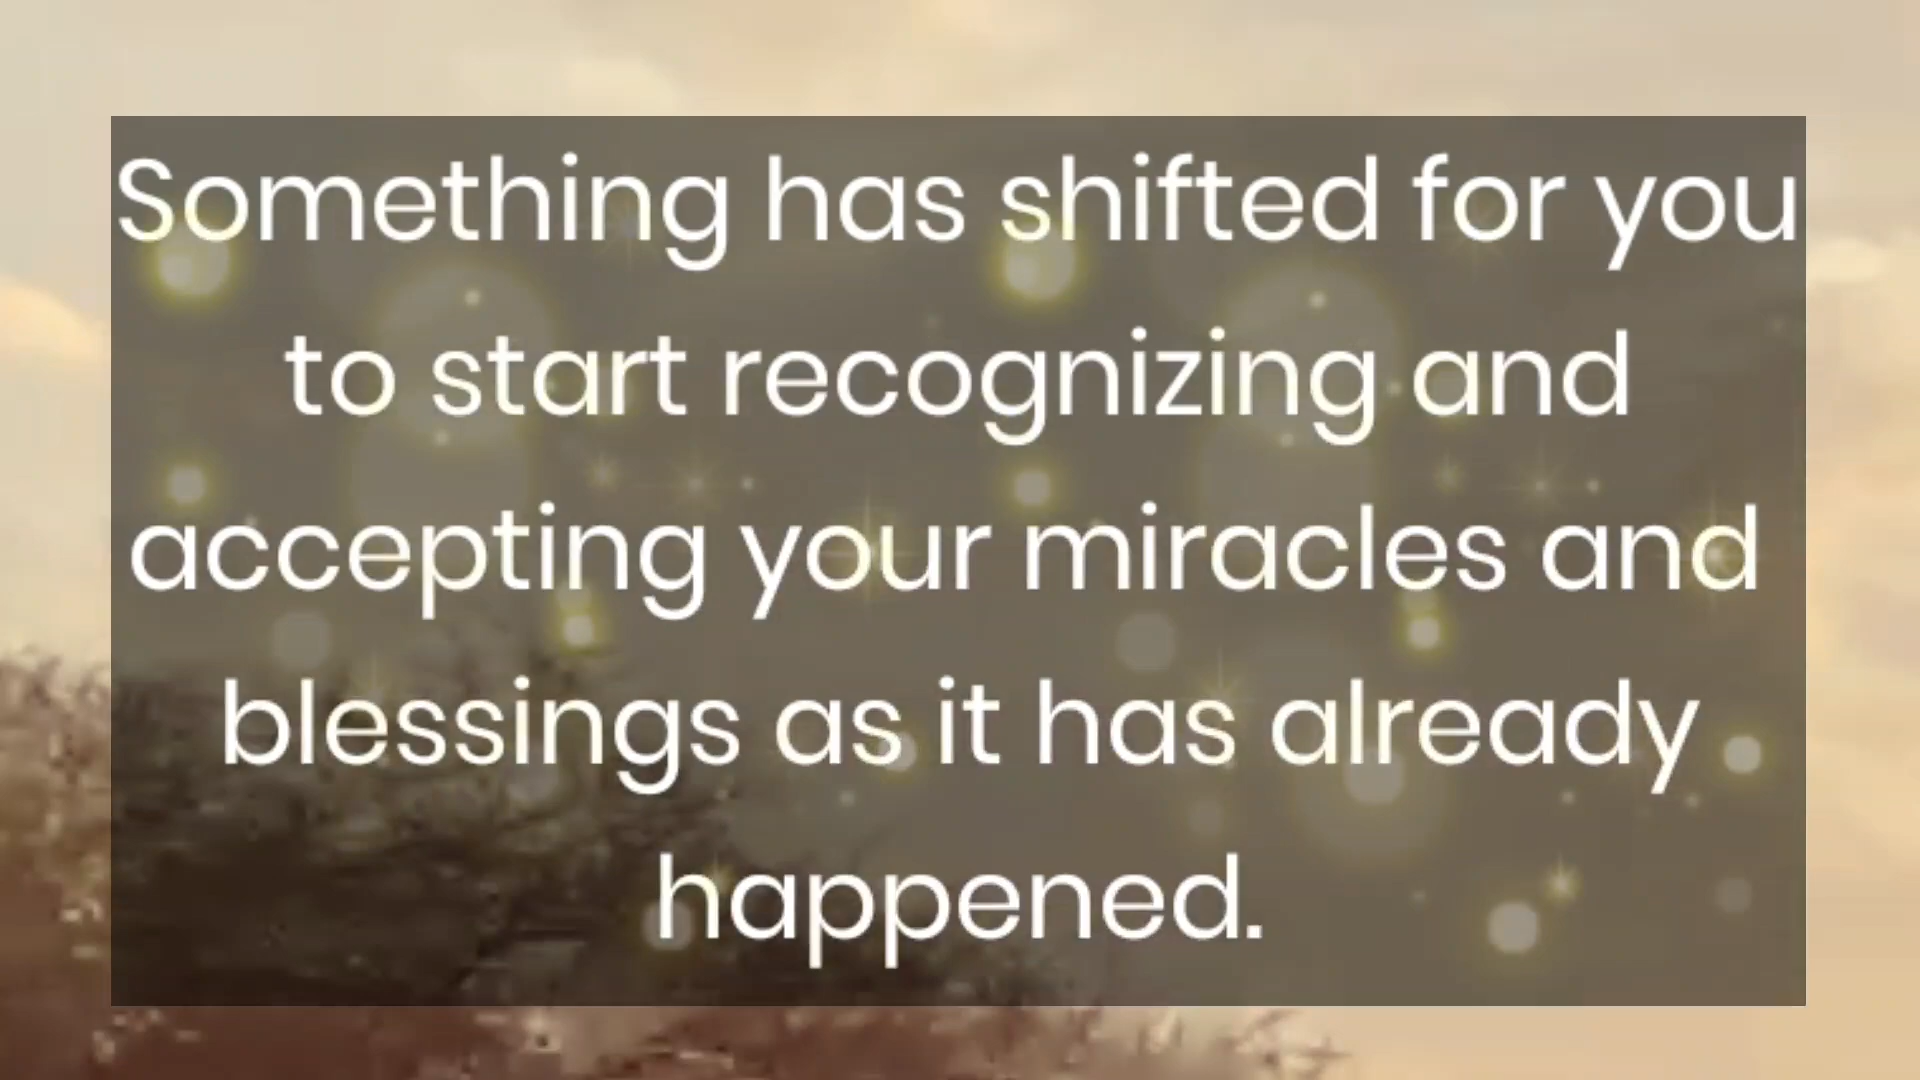 Something has shifted for you
to start recognizing and
accepting your miracles and
blessings as it has already
happened.